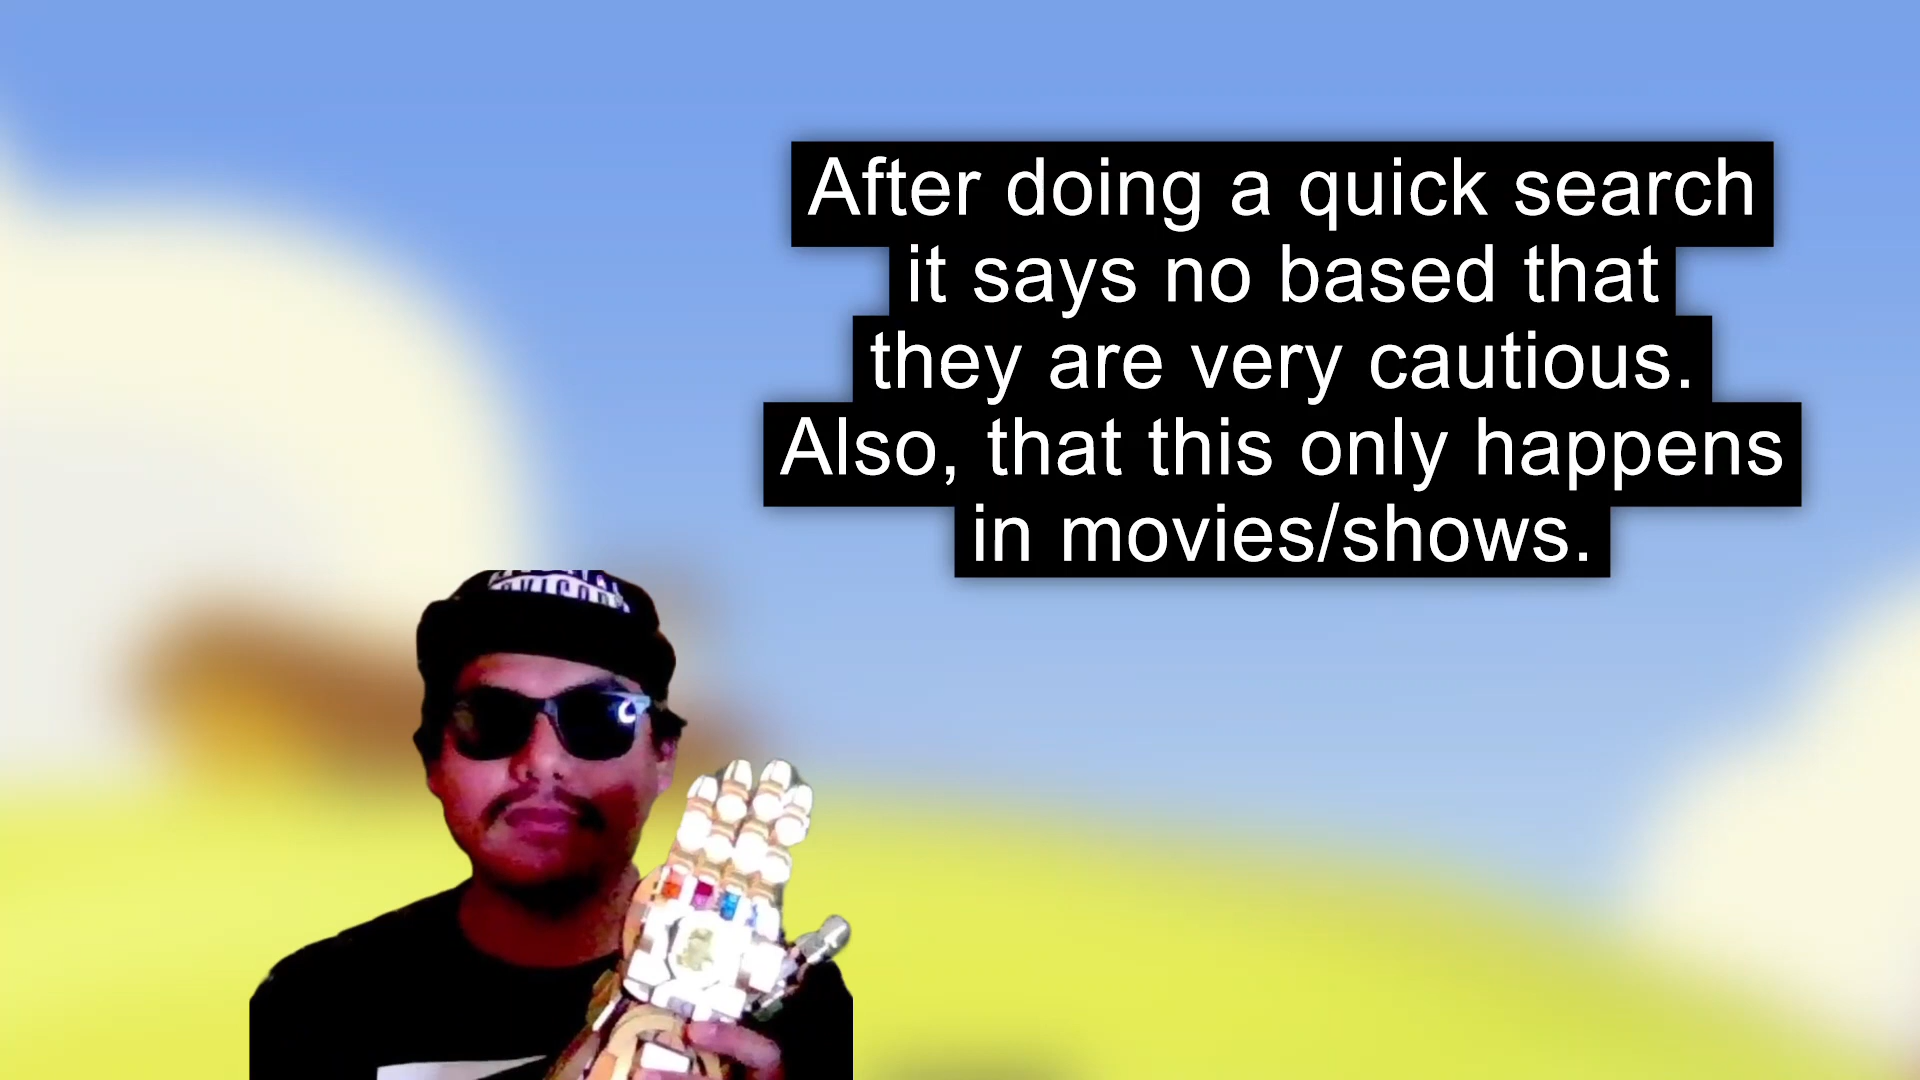 After doing a quick search
it says no based that
they are very cautious.
Also, that this only happens
in movies/shows.